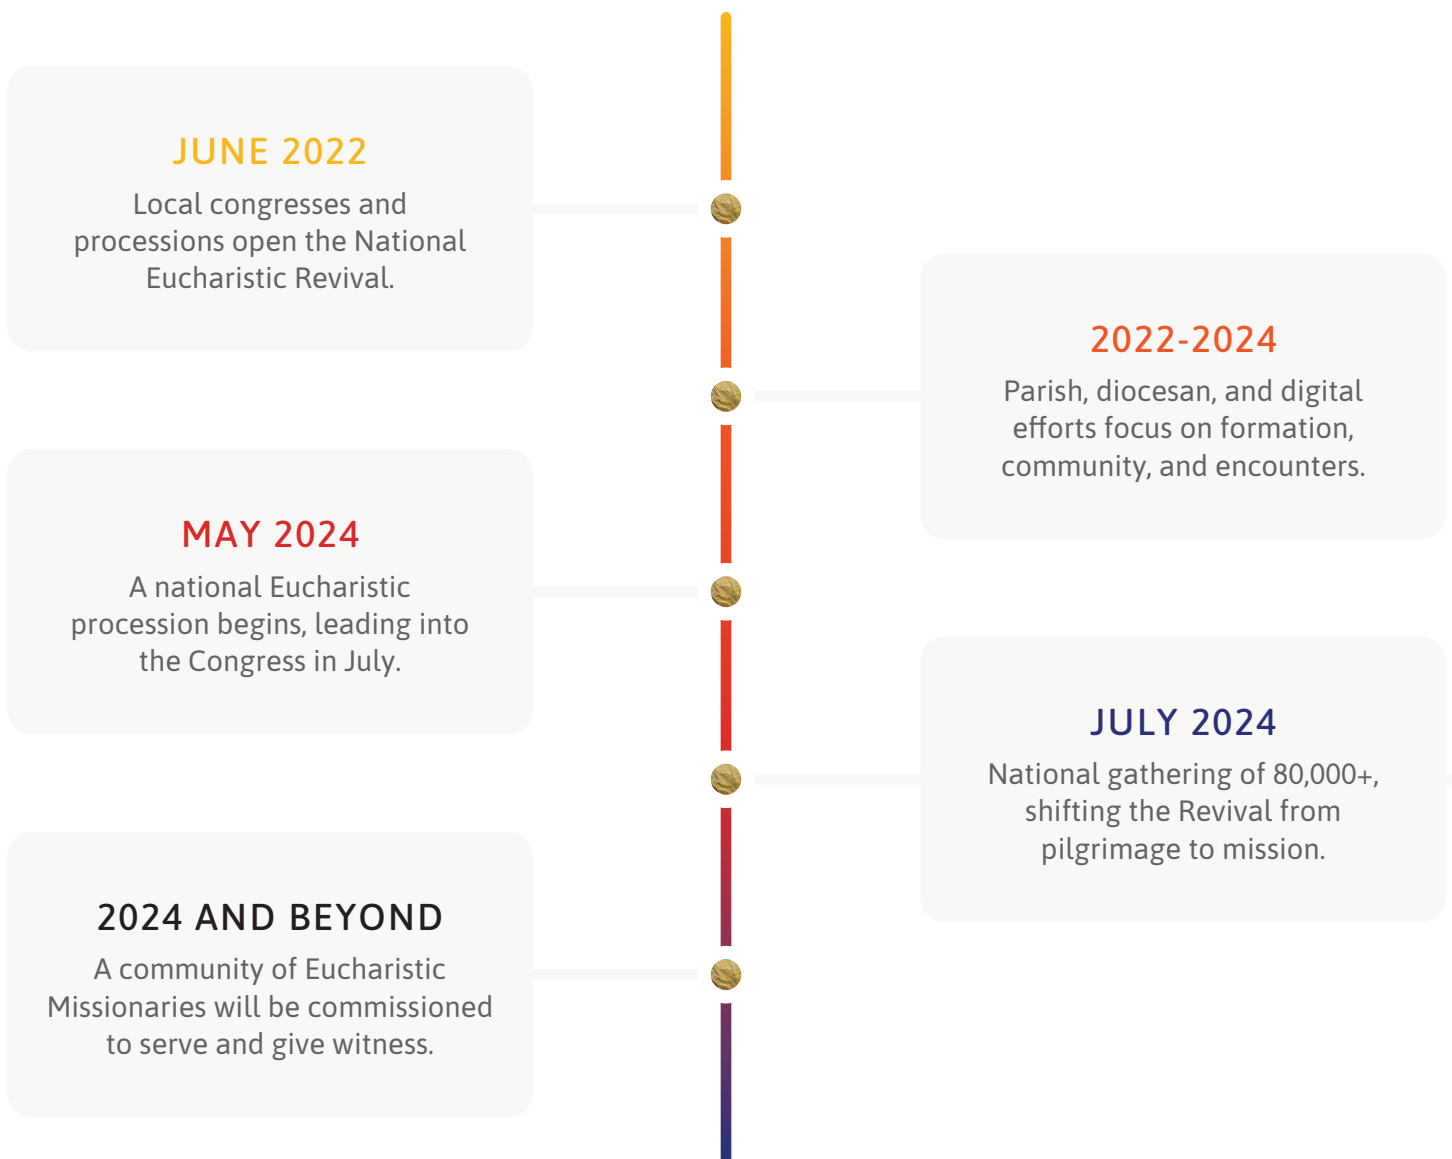 JUNE 2022
Local congresses and
processions open the National
Eucharistic Revival.
2022-2024
Parish, diocesan, and digital
efforts focus on formation,
community, and encounters.
MAY 2024
A national Eucharistic
procession begins, leading into
the Congress in July.
JULY 2024
National gathering of 80,000+,
shifting the Revival from
pilgrimage to mission.
2024 AND BEYOND
A community of Eucharistic
Missionaries will be commissioned
to serve and give witness.